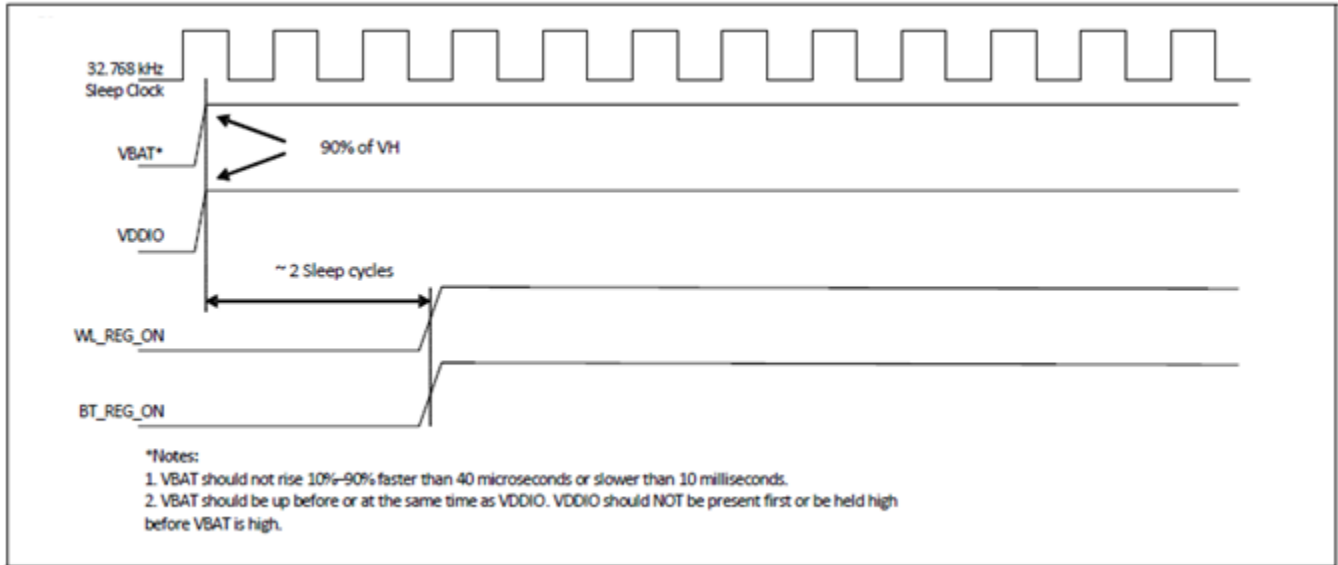 32.768 kHz
Sleep Clock
VBAT*
90% of VH
VDDIO
~ 2 Sleep cycles
WL_REG_ON
BT_REG_ON
*Notes:
1. VBAT should not rise 10%–90% faster than 40 microseconds or slower than 10 milliseconds.
2. VBAT should be up before or at the same time as VDDIO. VDDIO should NOT be present first or be held high
before VBAT is high.